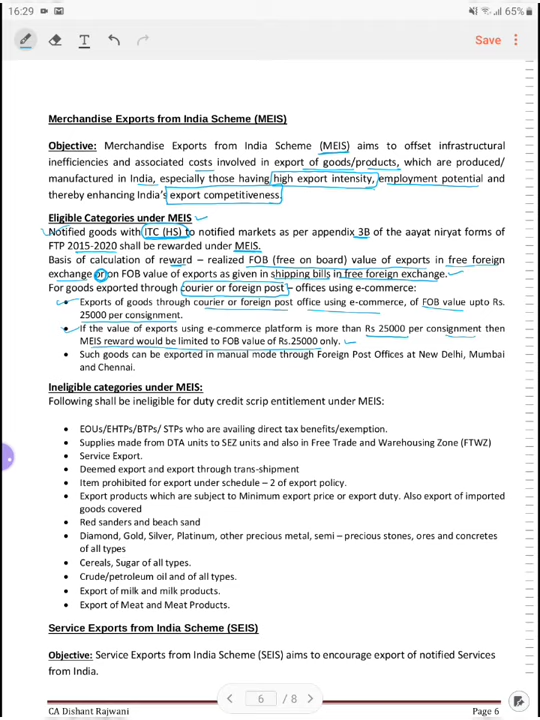 16:29
65%
Save
Merchandise Exports from India Scheme (MEIS)
Objective: Merchandise Exports from India Scheme (MEIS) aims to offset infrastructural
inefficiencies and associated costs involved in export of goods/products, which are produced/
manufactured in India, especially those having high export intensity, employment potential and
thereby enhancing India's export competitiveness.
Eligible Categories under MEIS
Notified goods with ITC (HS) to notified markets as per appendix 3B of the aayat niryat forms of
FTP 2015-2020 shall be rewarded under MEIS.
Basis of calculation of reward – realized FOB (free on board) value of exports in free foreign
exchange or on FOB value of exports as given in shipping bills in free foreign exchange.
For goods exported through courier or foreign post – offices using e-commerce:
• Exports of goods through courier or foreign post office using e-commerce, of FOB value upto Rs.
25000 per consignment.
• If the value of exports using e-commerce platform is more than Rs 25000 per consignment then
MEIS reward would be limited to FOB value of Rs.25000 only.
• Such goods can be exported in manual mode through Foreign Post Offices at New Delhi, Mumbai
and Chennai.
Ineligible categories under MEIS:
Following shall be ineligible for duty credit scrip entitlement under MEIS:
• EOUs/EHTPs/BTPs/ STPs who are availing direct tax benefits/exemption.
• Supplies made from DTA units to SEZ units and also in Free Trade and Warehousing Zone (FTWZ)
• Service Export.
• Deemed export and export through trans-shipment
• Item prohibited for export under schedule – 2 of export policy.
• Export products which are subject to Minimum export price or export duty. Also export of imported
goods covered
• Red sanders and beach sand
• Diamond, Gold, Silver, Platinum, other precious metal, semi – precious stones, ores and concretes
of all types
• Cereals, Sugar of all types.
• Crude/petroleum oil and of all types.
• Export of milk and milk products.
• Export of Meat and Meat Products.
Service Exports from India Scheme (SEIS)
Objective: Service Exports from India Scheme (SEIS) aims to encourage export of notified Services
from India.
CA Dishant Rajwani
Page 6
6 / 8